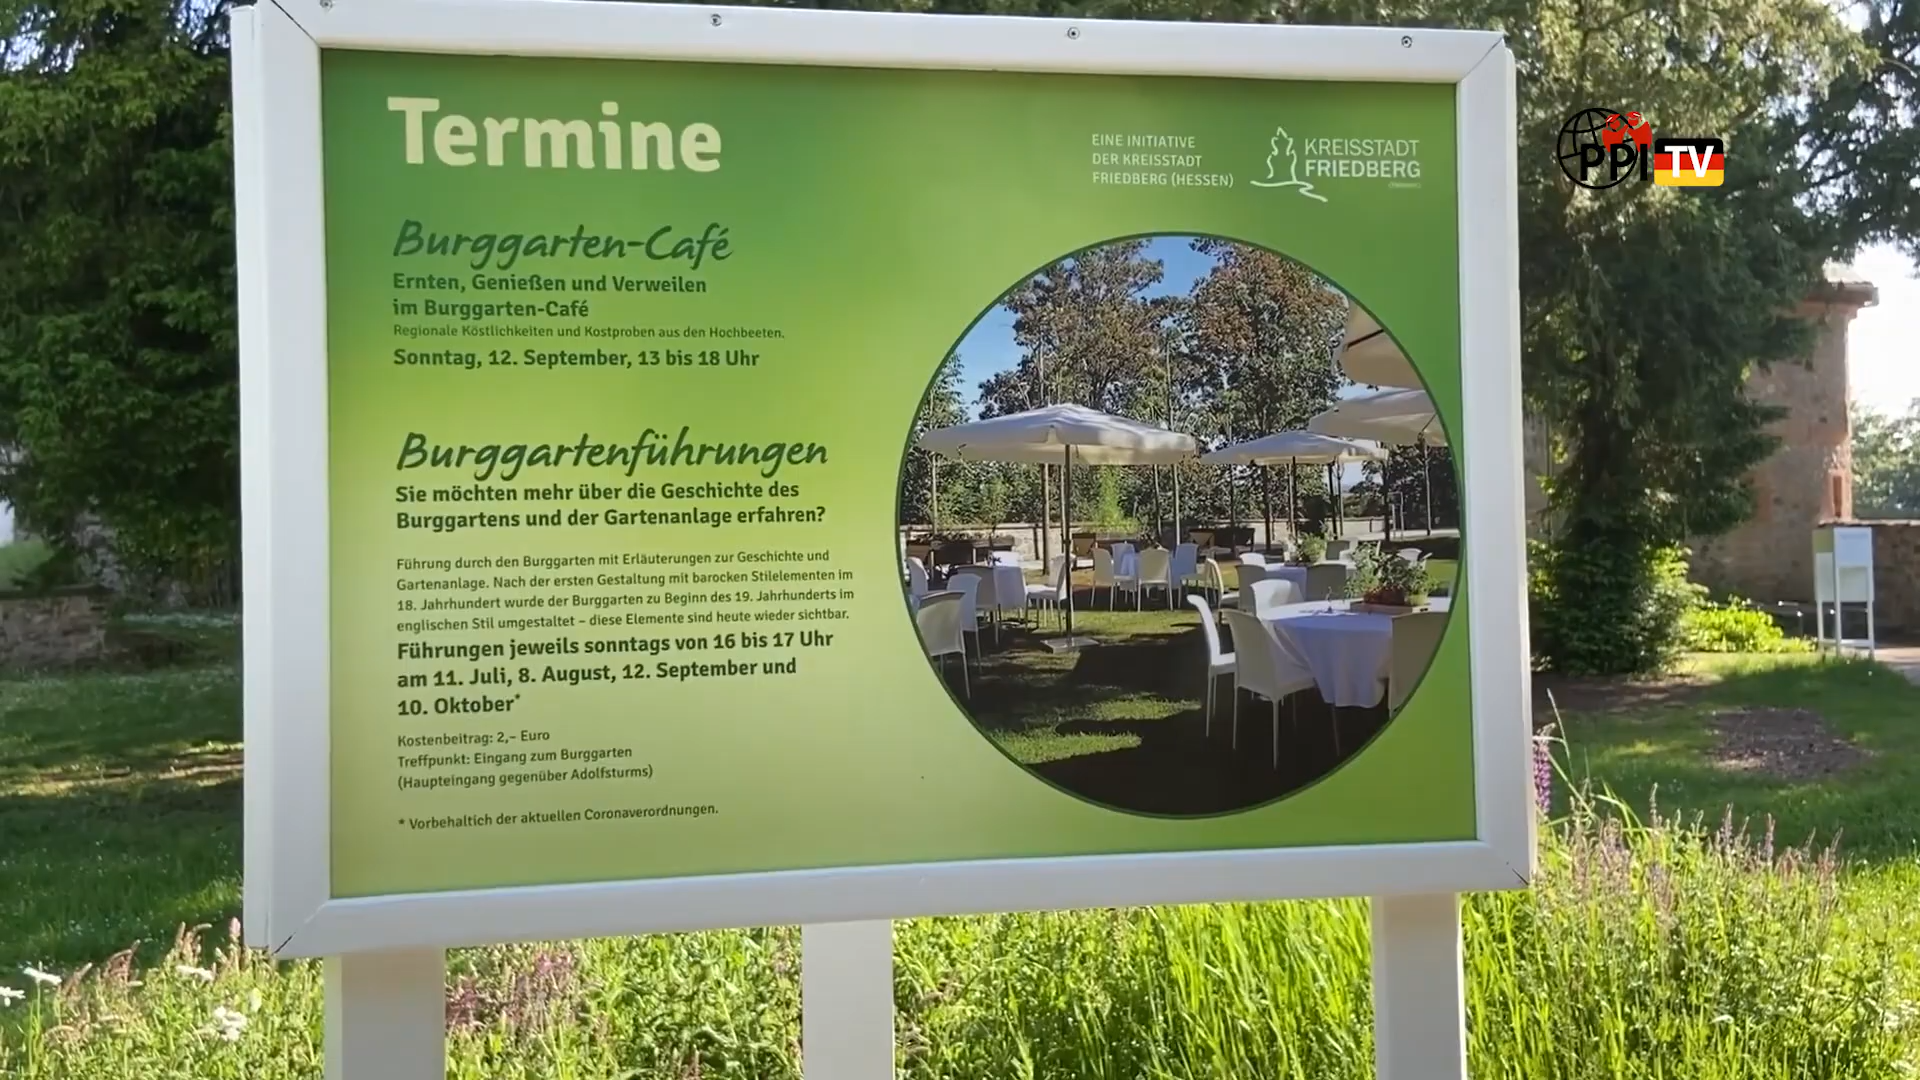 Termine
EINE INITIATIVE
DER KREISSTADT
FRIEDBERG (HESSEN)
KREISSTADT
FRIEDBERG
PPI TV
Burggarten-Café
Ernten, Genießen und Verweilen
im Burggarten-Café
Regionale Köstlichkeiten und Kostproben aus den Hochbeeten.
Sonntag, 12. September, 13 bis 18 Uhr
Burggartenführungen
Sie möchten mehr über die Geschichte des
Burggartens und der Gartenanlage erfahren?
Führung durch den Burggarten mit Erläuterungen zur Geschichte und
Gartenanlage. Nach der ersten Gestaltung mit barocken Stilelementen im
18. Jahrhundert wurde der Burggarten zu Beginn des 19. Jahrhunderts im
englischen Stil umgestaltet – diese Elemente sind heute wieder sichtbar.
Führungen jeweils sonntags von 16 bis 17 Uhr
am 11. Juli, 8. August, 12. September und
10. Oktober*
Kostenbeitrag: 2,– Euro
Treffpunkt: Eingang zum Burggarten
(Haupteingang gegenüber Adolfsturms)
* Vorbehaltich der aktuellen Coronaverordnungen.